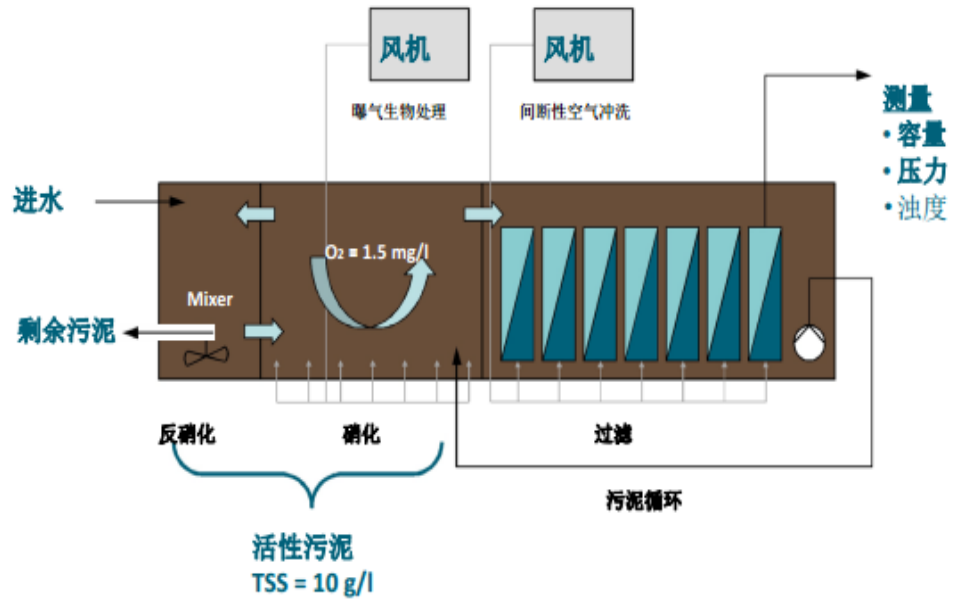 风机
风机
曝气生物处理
间断性空气冲洗
测量
• 容量
• 压力
• 浊度
进水
O₂ = 1.5 mg/l
Mixer
剩余污泥
反硝化
硝化
过滤
污泥循环
活性污泥
TSS = 10 g/l